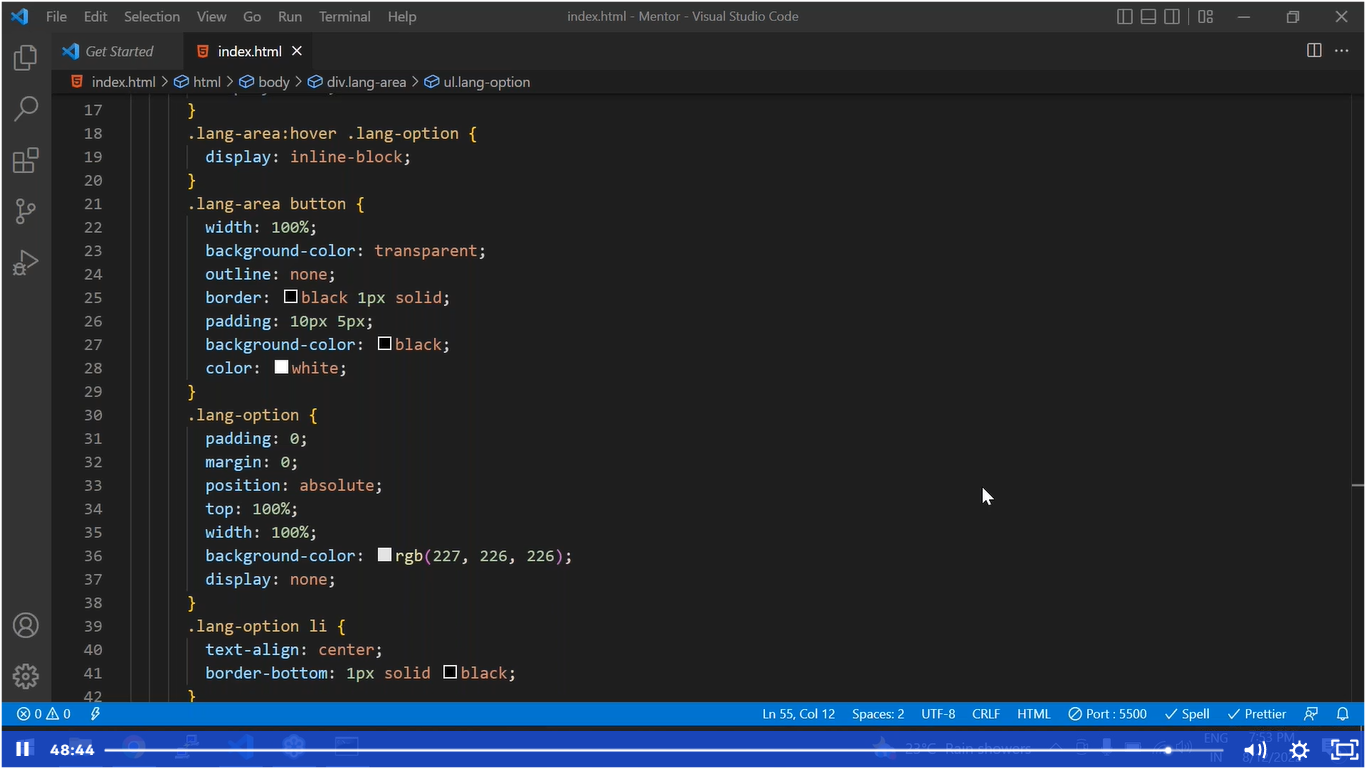 File Edit Selection View Go Run Terminal Help index.html - Mentor - Visual Studio Code
Get Started index.html
index.html > html > body > div.lang-area > ul.lang-option
17 }
18 .lang-area:hover .lang-option {
19 display: inline-block;
20 }
21 .lang-area button {
22 width: 100%;
23 background-color: transparent;
24 outline: none;
25 border: black 1px solid;
26 padding: 10px 5px;
27 background-color: black;
28 color: white;
29 }
30 .lang-option {
31 padding: 0;
32 margin: 0;
33 position: absolute;
34 top: 100%;
35 width: 100%;
36 background-color: rgb(227, 226, 226);
37 display: none;
38 }
39 .lang-option li {
40 text-align: center;
41 border-bottom: 1px solid black;
42 }
0 0 Ln 55, Col 12 Spaces: 2 UTF-8 CRLF HTML Port : 5500 Spell Prettier
48:44 23°C Rain showers ENG IN 7:53 PM